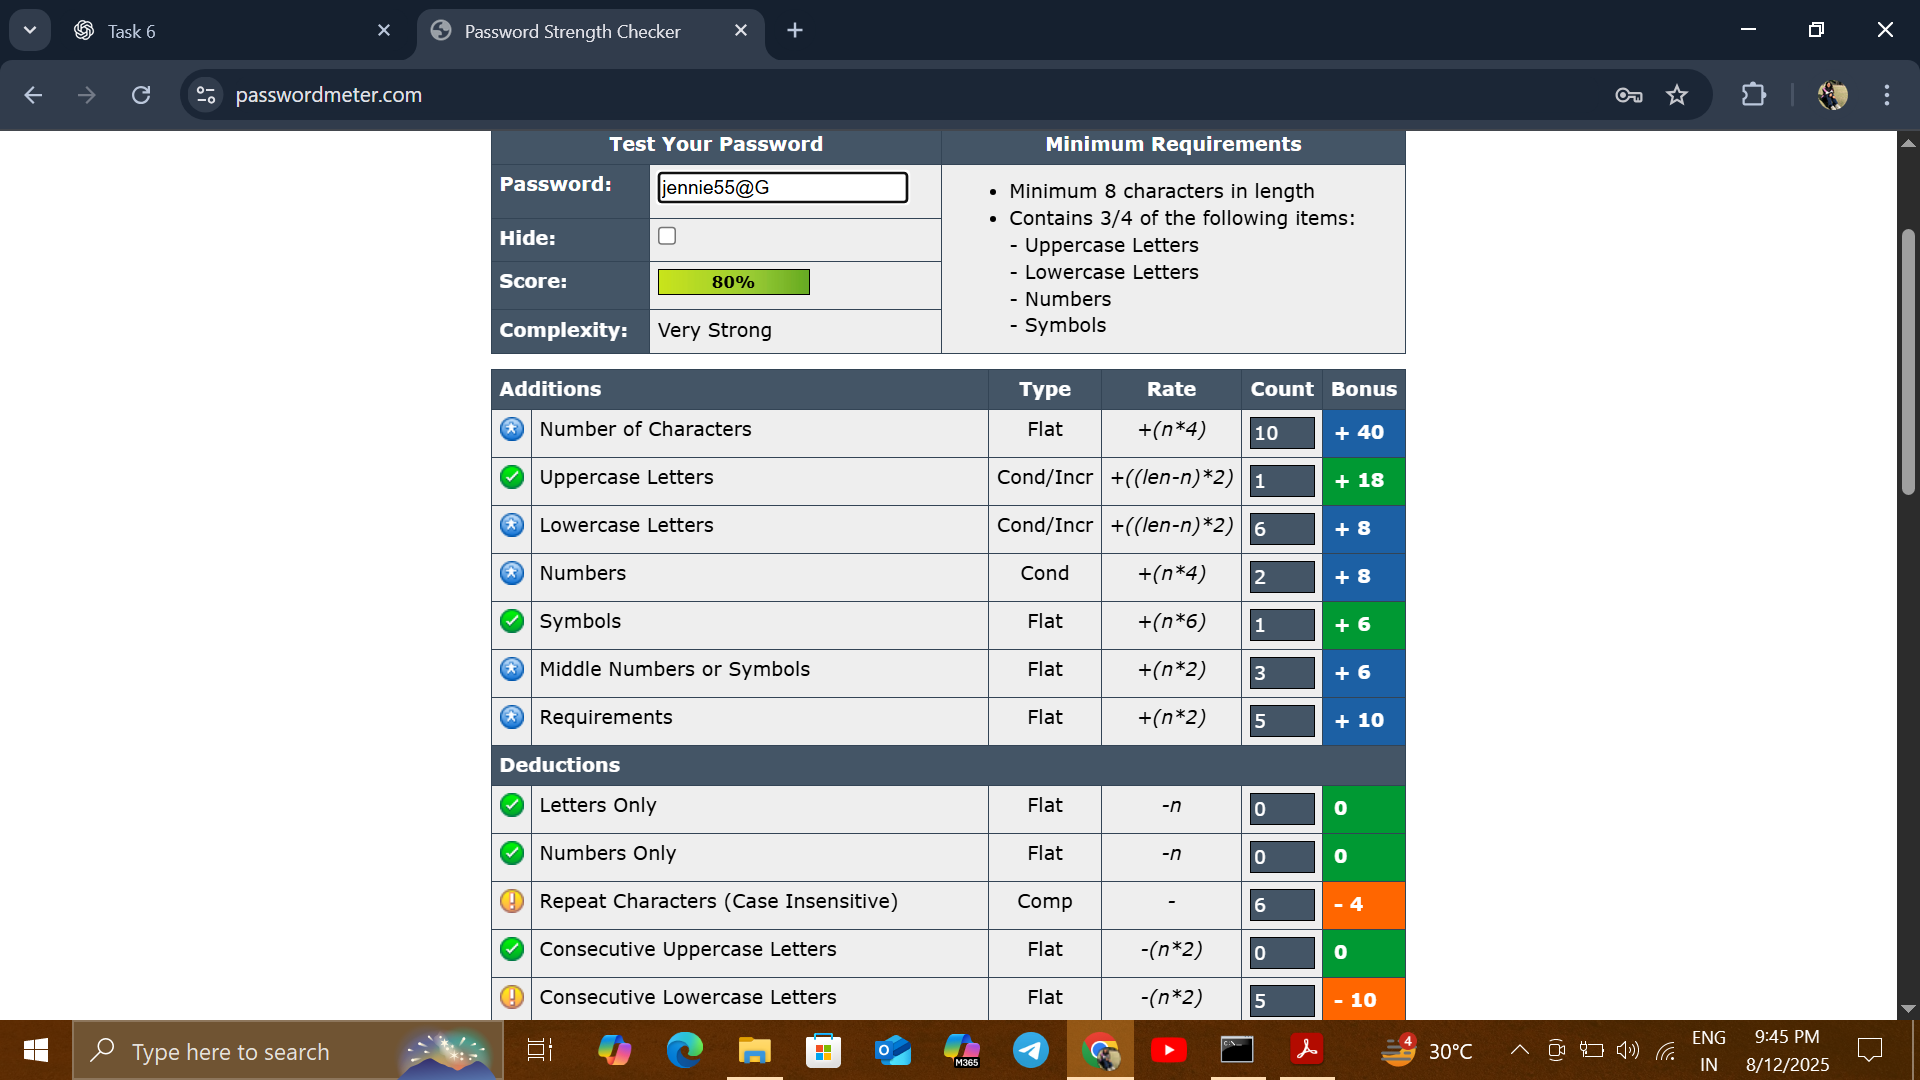 Task 6
Password Strength Checker
passwordmeter.com
Test Your Password Minimum Requirements
Password: jennie55@G
Hide:
Score: 80%
Complexity: Very Strong
• Minimum 8 characters in length
• Contains 3/4 of the following items:
- Uppercase Letters
- Lowercase Letters
- Numbers
- Symbols
Additions Type Rate Count Bonus
Number of Characters Flat +(n*4) 10 + 40
Uppercase Letters Cond/Incr +((len-n)*2) 1 + 18
Lowercase Letters Cond/Incr +((len-n)*2) 6 + 8
Numbers Cond +(n*4) 2 + 8
Symbols Flat +(n*6) 1 + 6
Middle Numbers or Symbols Flat +(n*2) 3 + 6
Requirements Flat +(n*2) 5 + 10
Deductions
Letters Only Flat -n 0 0
Numbers Only Flat -n 0 0
Repeat Characters (Case Insensitive) Comp - 6 - 4
Consecutive Uppercase Letters Flat -(n*2) 0 0
Consecutive Lowercase Letters Flat -(n*2) 5 - 10
Type here to search
M365
4
30°C
ENG
IN
9:45 PM
8/12/2025